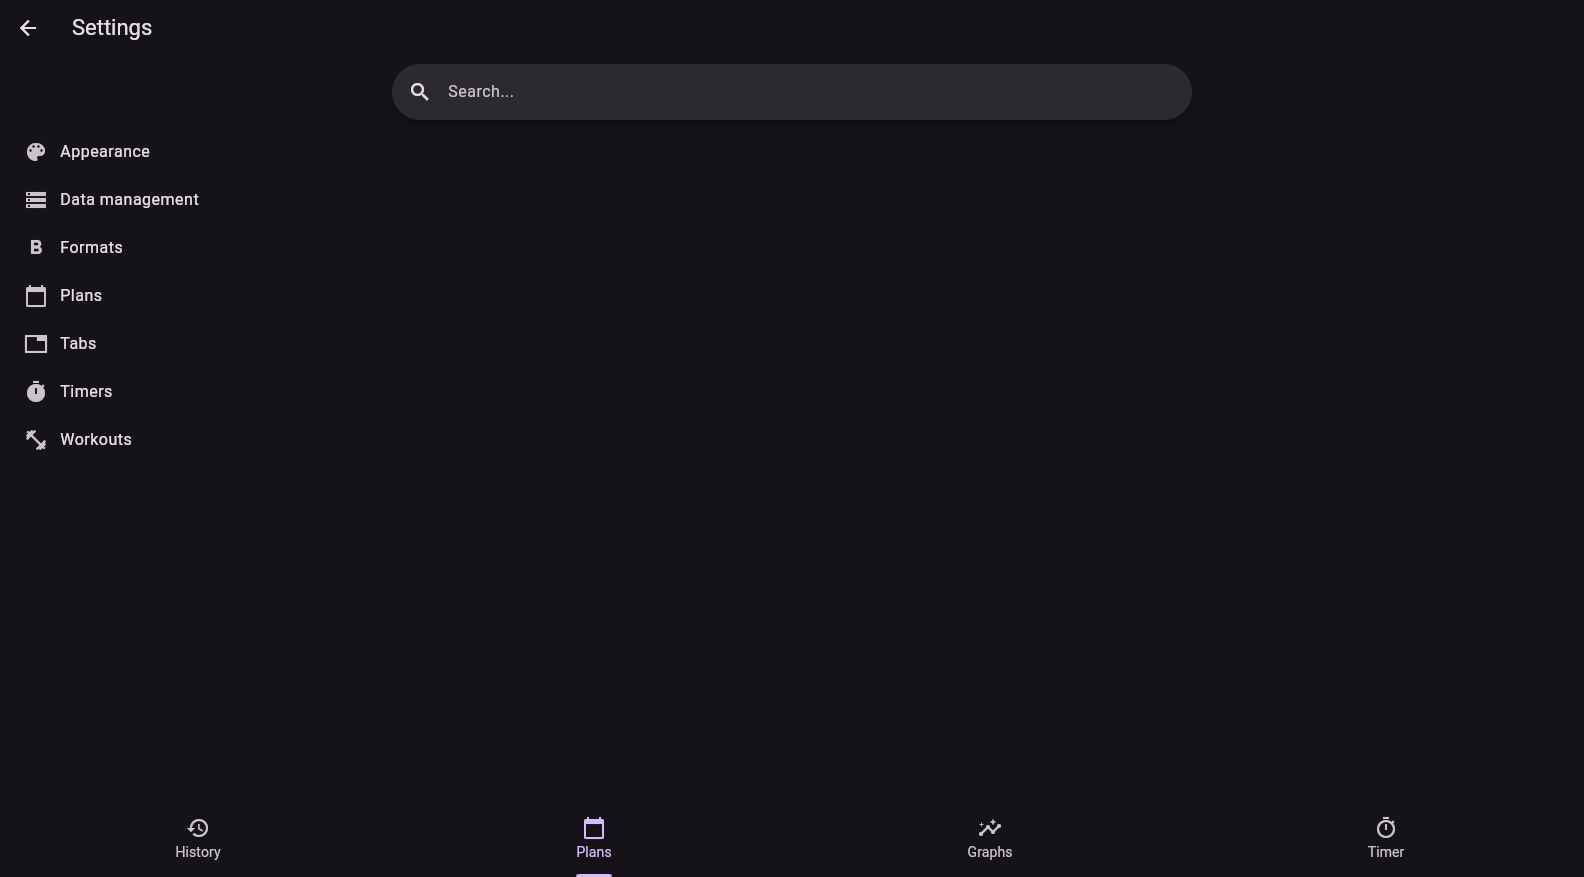 Settings
Search...
Appearance
Data management
Formats
Plans
Tabs
Timers
Workouts
History
Plans
Graphs
Timer